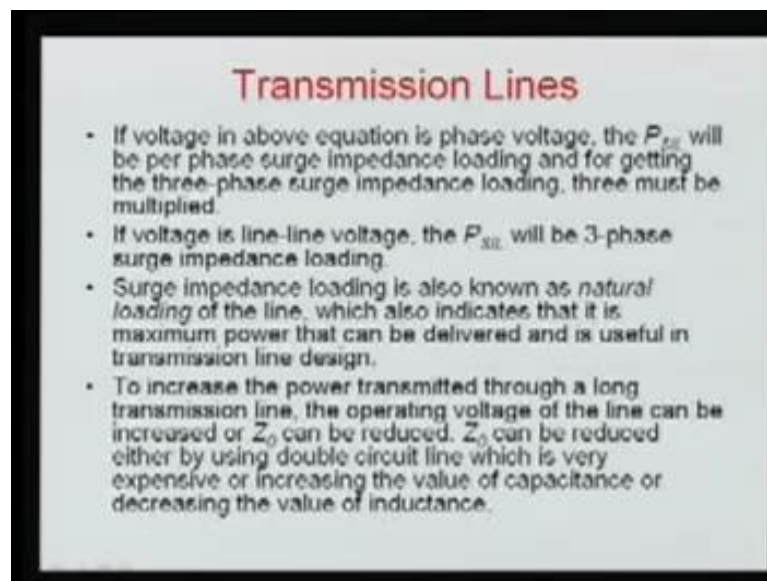 Transmission Lines
• If voltage in above equation is phase voltage, the P_SIL will
be per phase surge impedance loading and for getting
the three-phase surge impedance loading, three must be
multiplied.
• If voltage is line-line voltage, the P_SIL will be 3-phase
surge impedance loading.
• Surge impedance loading is also known as natural
loading of the line, which also indicates that it is
maximum power that can be delivered and is useful in
transmission line design.
• To increase the power transmitted through a long
transmission line, the operating voltage of the line can be
increased or Z_0 can be reduced. Z_0 can be reduced
either by using double circuit line which is very
expensive or increasing the value of capacitance or
decreasing the value of inductance.